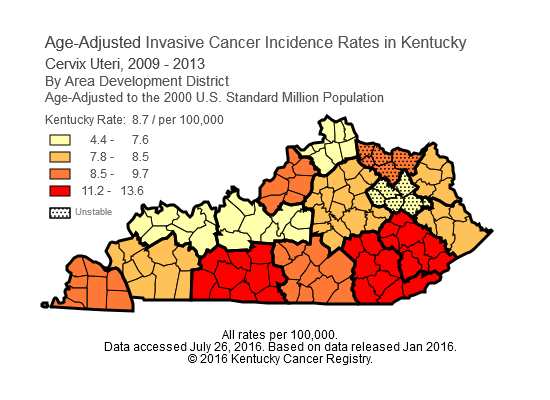 Age-Adjusted Invasive Cancer Incidence Rates in Kentucky
Cervix Uteri, 2009 - 2013
By Area Development District
Age-Adjusted to the 2000 U.S. Standard Million Population
Kentucky Rate: 8.7 / per 100,000
4.4 - 7.6
7.8 - 8.5
8.5 - 9.7
11.2 - 13.6
Unstable
All rates per 100,000.
Data accessed July 26, 2016. Based on data released Jan 2016.
© 2016 Kentucky Cancer Registry.